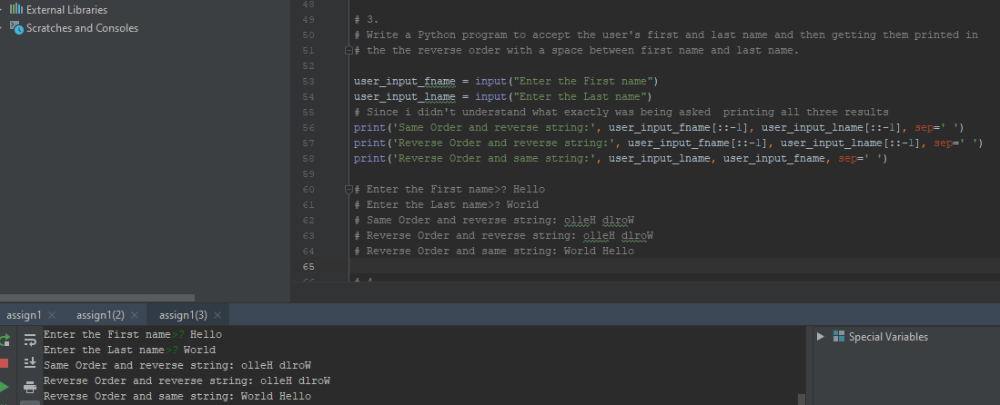 External Libraries
Scratches and Consoles
48
49 # 3.
50 # Write a Python program to accept the user's first and last name and then getting them printed in
51 # the the reverse order with a space between first name and last name.
52
53 user_input_fname = input("Enter the First name")
54 user_input_lname = input("Enter the Last name")
55 # Since i didn't understand what exactly was being asked  printing all three results
56 print('Same Order and reverse string:', user_input_fname[::-1], user_input_lname[::-1], sep=' ')
57 print('Reverse Order and reverse string:', user_input_fname[::-1], user_input_lname[::-1], sep=' ')
58 print('Reverse Order and same string:', user_input_lname, user_input_fname, sep=' ')
59
60 # Enter the First name>? Hello
61 # Enter the Last name>? World
62 # Same Order and reverse string: olleH dlroW
63 # Reverse Order and reverse string: olleH dlroW
64 # Reverse Order and same string: World Hello
65
assign1 assign1(2) assign1(3)
Enter the First name>? Hello
Enter the Last name>? World
Same Order and reverse string: olleH dlroW
Reverse Order and reverse string: olleH dlroW
Reverse Order and same string: World Hello
Special Variables